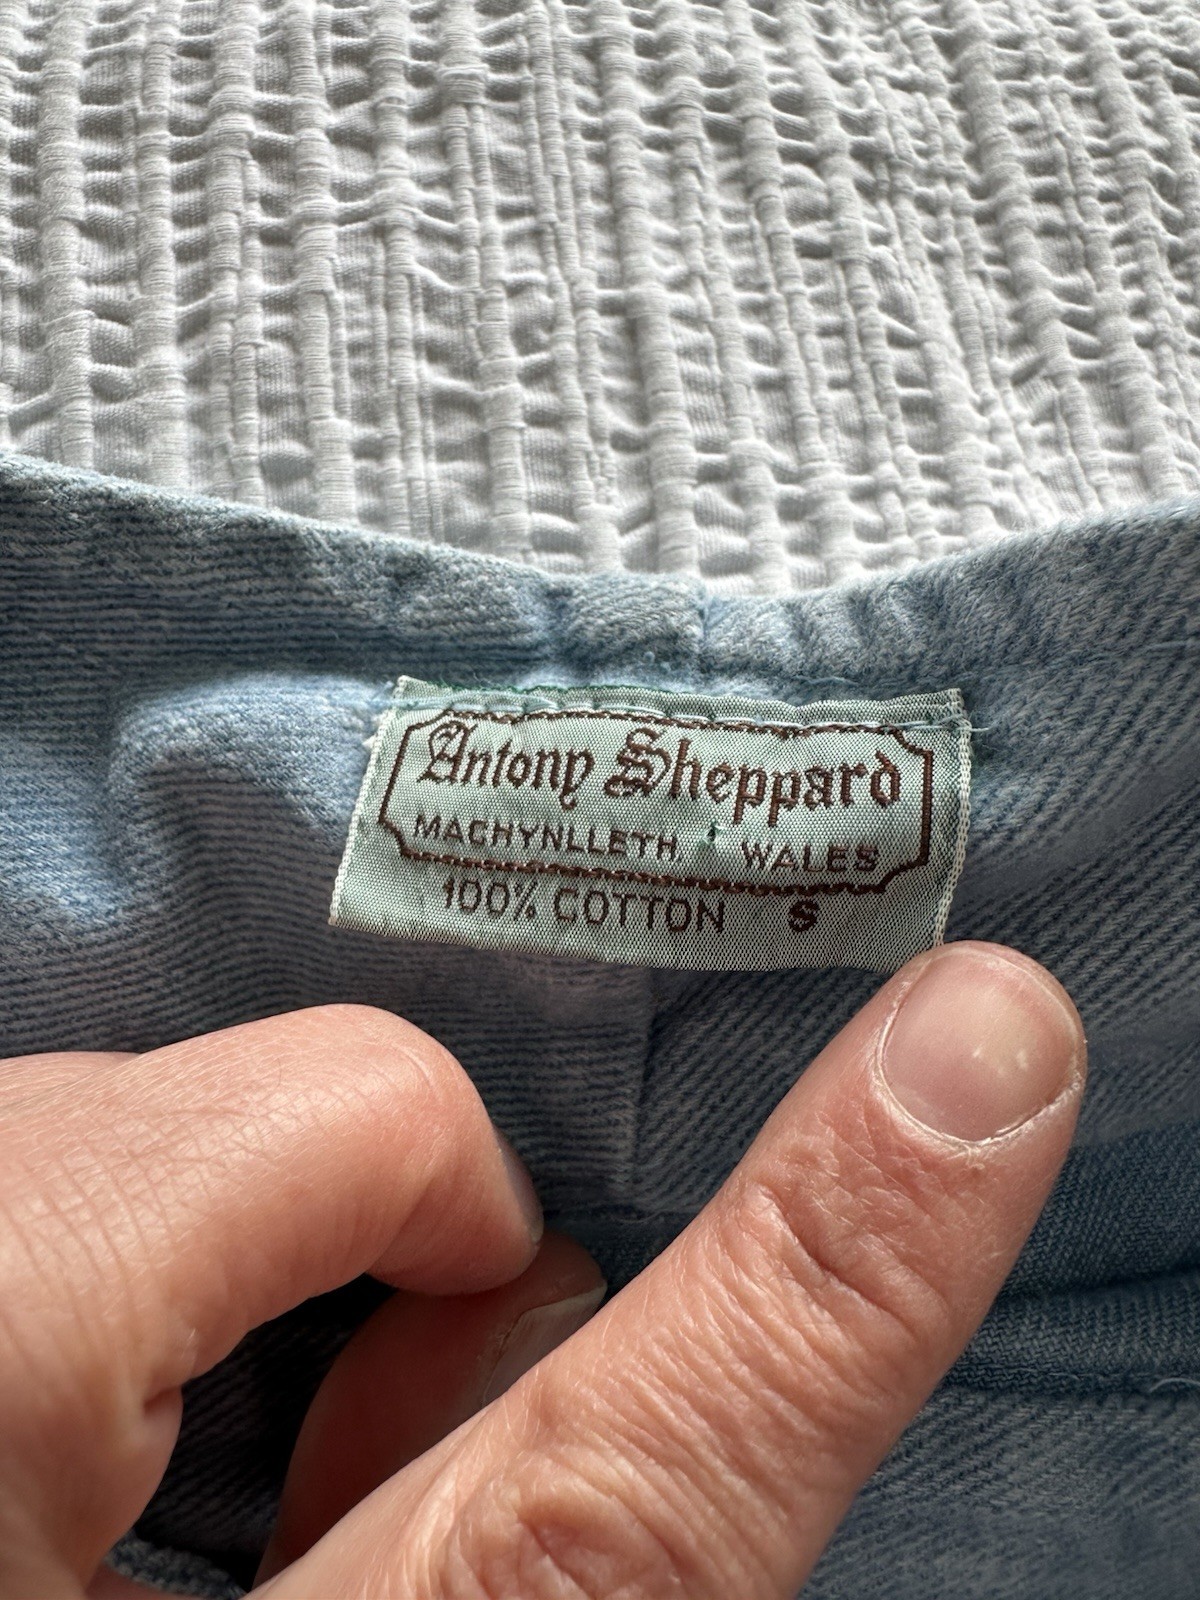 Antony Sheppard
MACHYNLLETH WALES
100% COTTON S